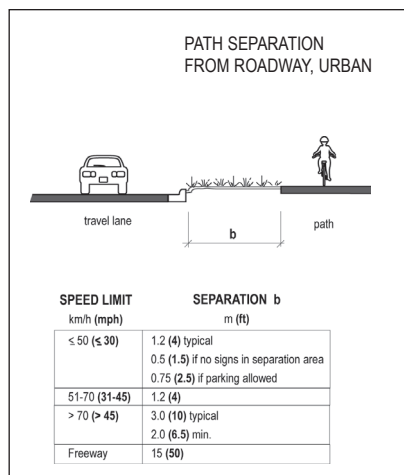 PATH SEPARATION
FROM ROADWAY, URBAN
travel lane
b
path
SPEED LIMIT SEPARATION b
km/h (mph) m (ft)
≤ 50 (≤ 30) 1.2 (4) typical
0.5 (1.5) if no signs in separation area
0.75 (2.5) if parking allowed
51-70 (31-45) 1.2 (4)
> 70 (> 45) 3.0 (10) typical
2.0 (6.5) min.
Freeway 15 (50)